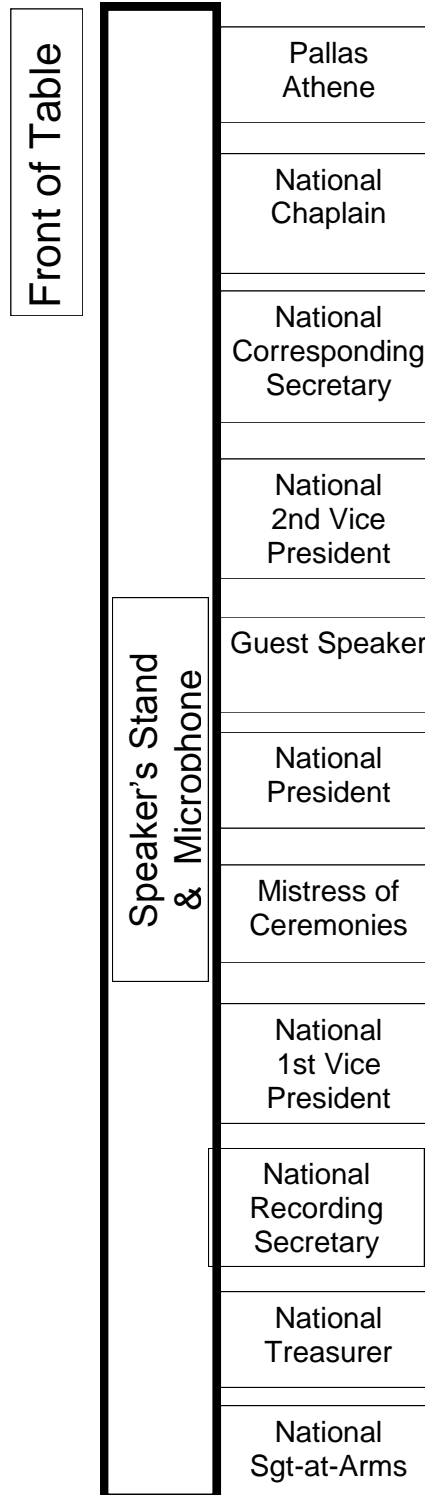 Front of Table
Pallas
Athene
National
Chaplain
National
Corresponding
Secretary
National
2nd Vice
President
Guest Speaker
Speaker’s Stand
& Microphone
National
President
Mistress of
Ceremonies
National
1st Vice
President
National
Recording
Secretary
National
Treasurer
National
Sgt-at-Arms